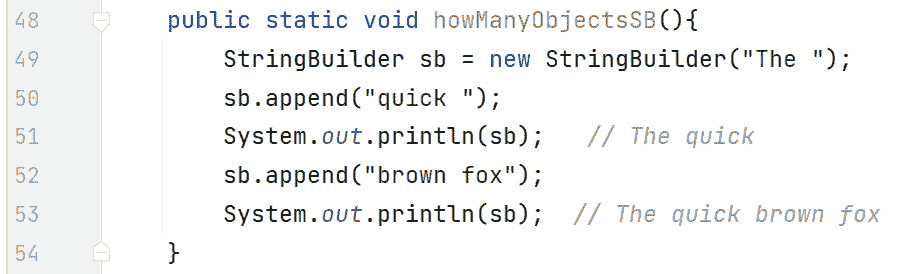 48 public static void howManyObjectsSB(){
49 StringBuilder sb = new StringBuilder("The ");
50 sb.append("quick ");
51 System.out.println(sb); // The quick
52 sb.append("brown fox");
53 System.out.println(sb); // The quick brown fox
54 }